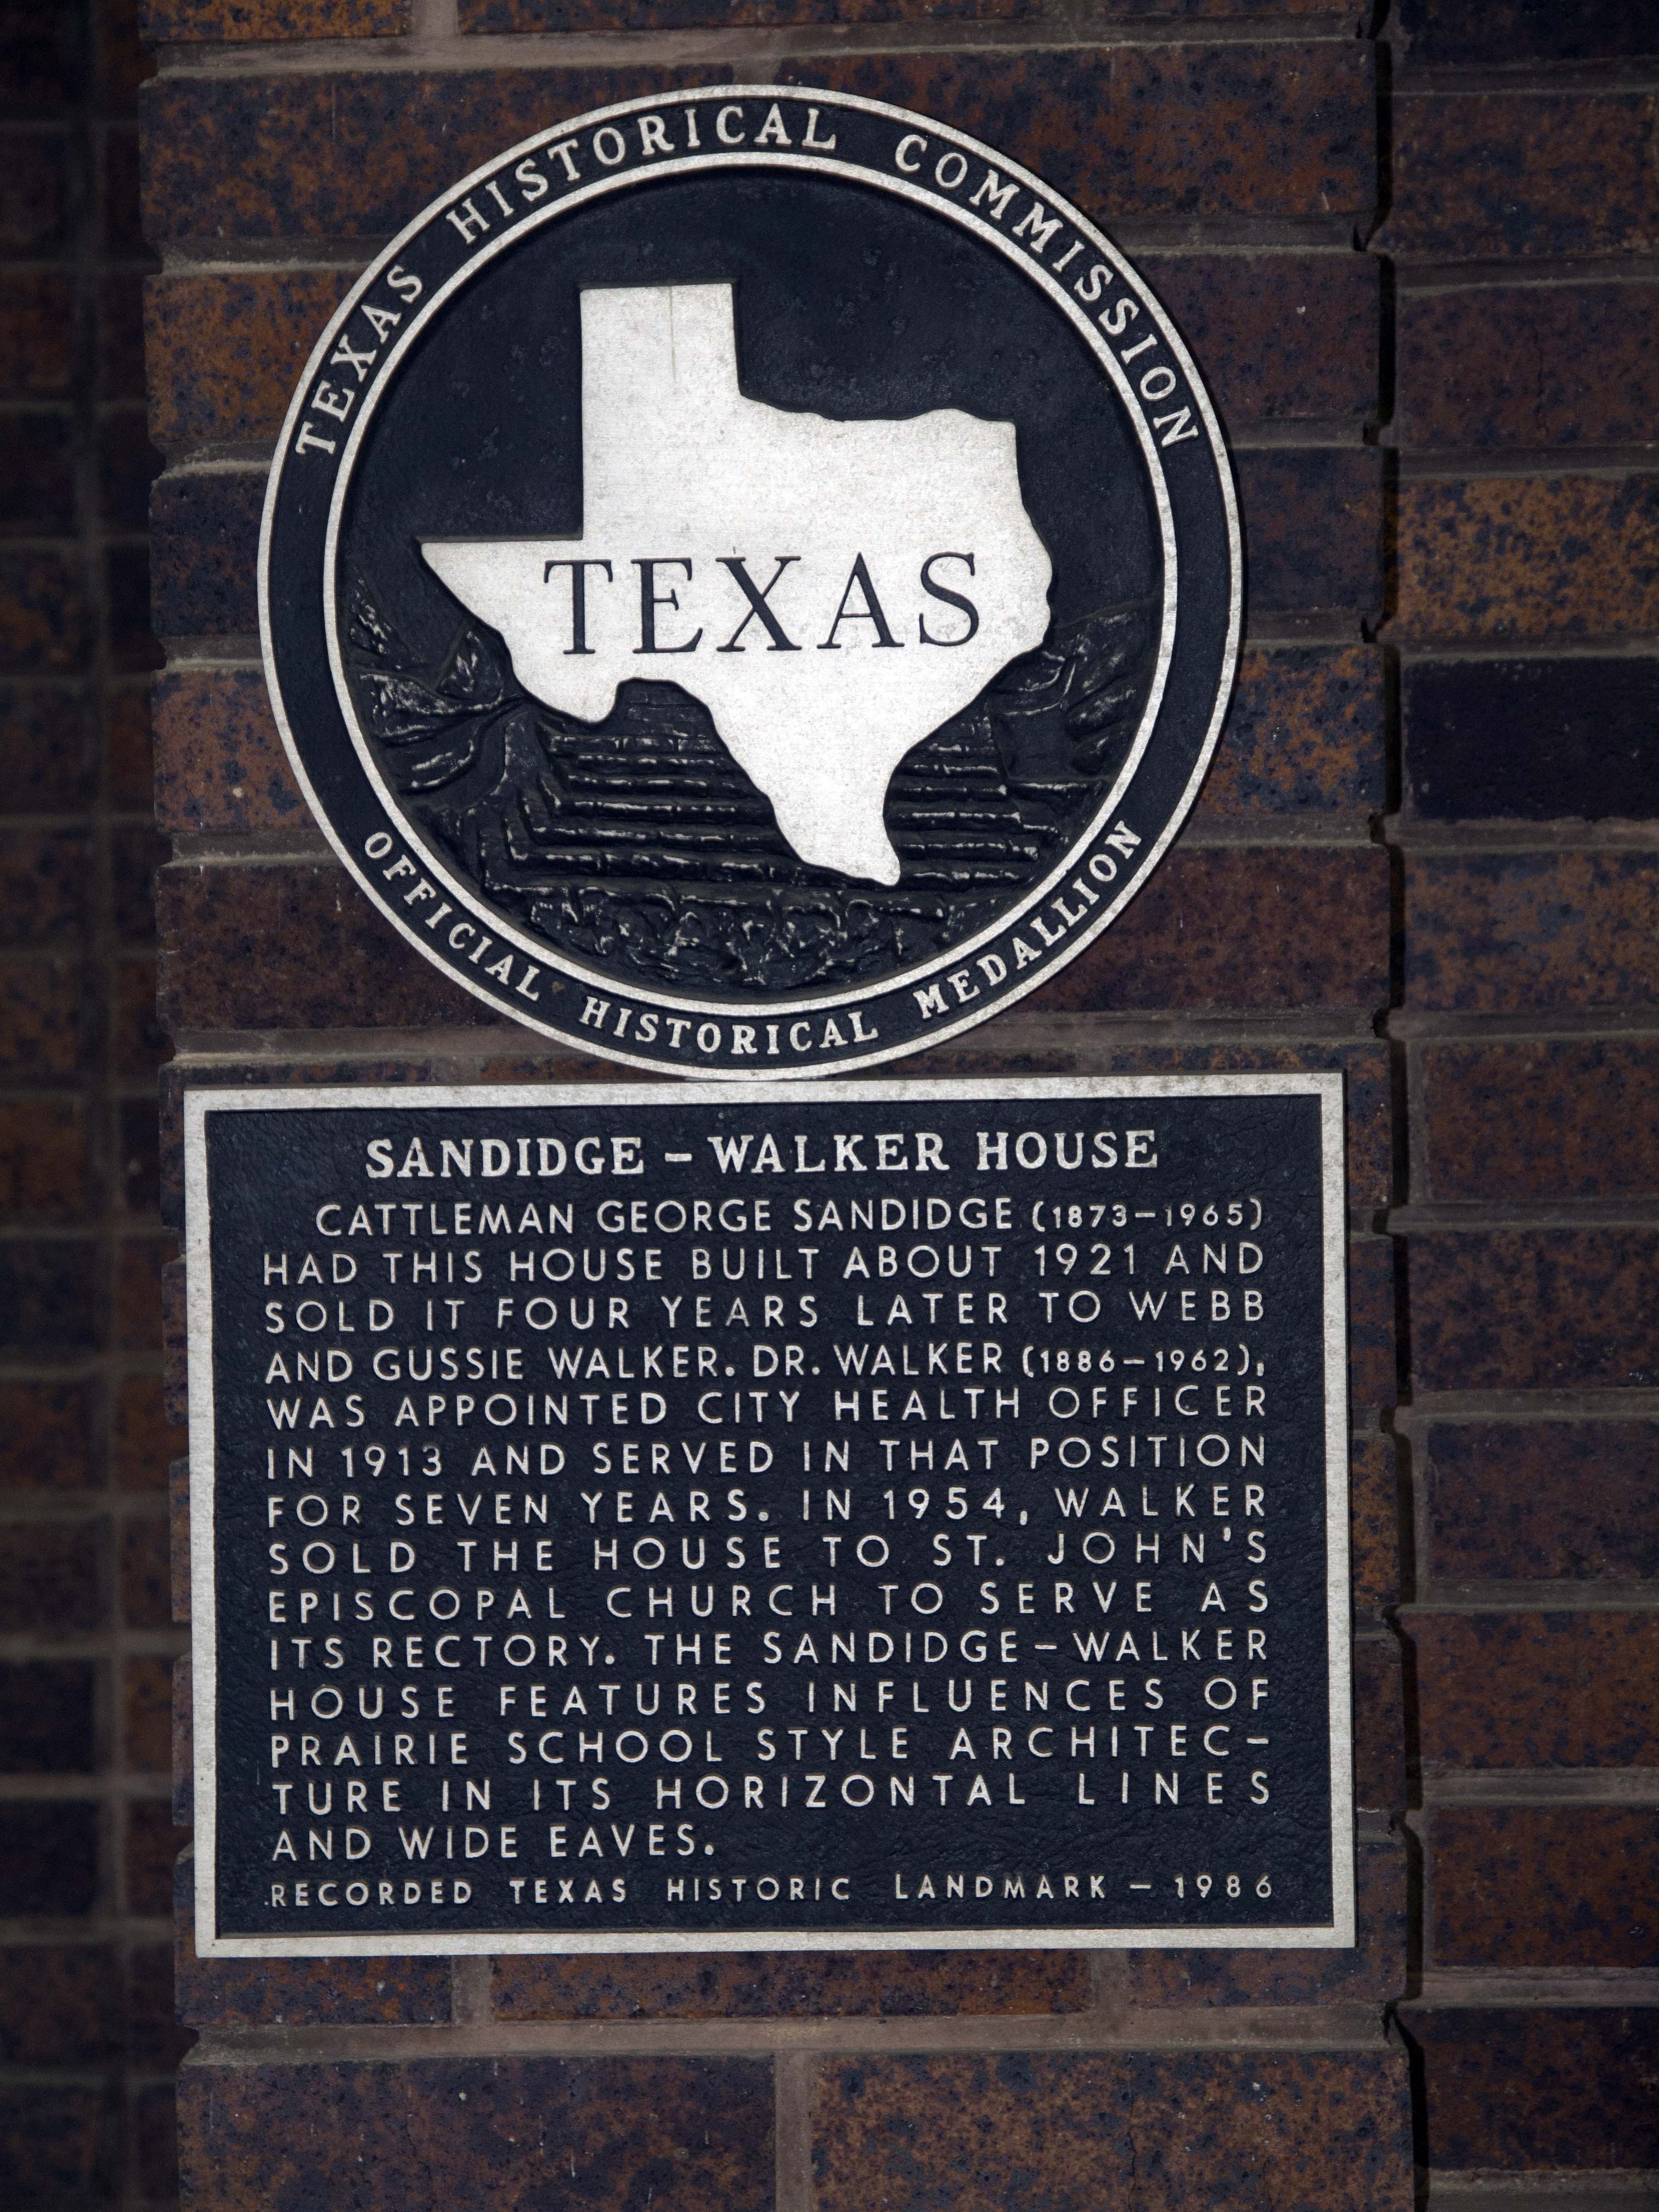 TEXAS HISTORICAL COMMISSION
TEXAS
OFFICIAL HISTORICAL MEDALLION
SANDIDGE – WALKER HOUSE
CATTLEMAN GEORGE SANDIDGE (1873–1965)
HAD THIS HOUSE BUILT ABOUT 1921 AND
SOLD IT FOUR YEARS LATER TO WEBB
AND GUSSIE WALKER. DR. WALKER (1886–1962),
WAS APPOINTED CITY HEALTH OFFICER
IN 1913 AND SERVED IN THAT POSITION
FOR SEVEN YEARS. IN 1954, WALKER
SOLD THE HOUSE TO ST. JOHN'S
EPISCOPAL CHURCH TO SERVE AS
ITS RECTORY. THE SANDIDGE–WALKER
HOUSE FEATURES INFLUENCES OF
PRAIRIE SCHOOL STYLE ARCHITEC–
TURE IN ITS HORIZONTAL LINES
AND WIDE EAVES.
RECORDED TEXAS HISTORIC LANDMARK – 1986